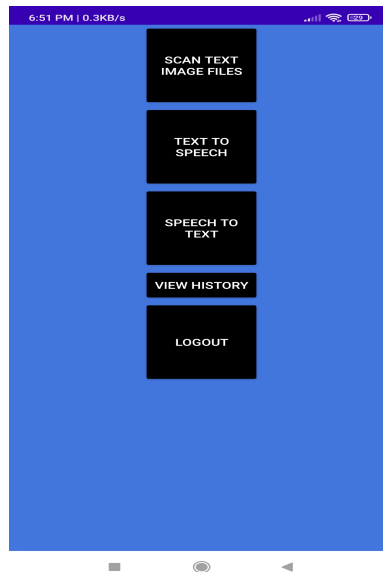 6:51 PM | 0.3KB/s
29
SCAN TEXT
IMAGE FILES
TEXT TO
SPEECH
SPEECH TO
TEXT
VIEW HISTORY
LOGOUT